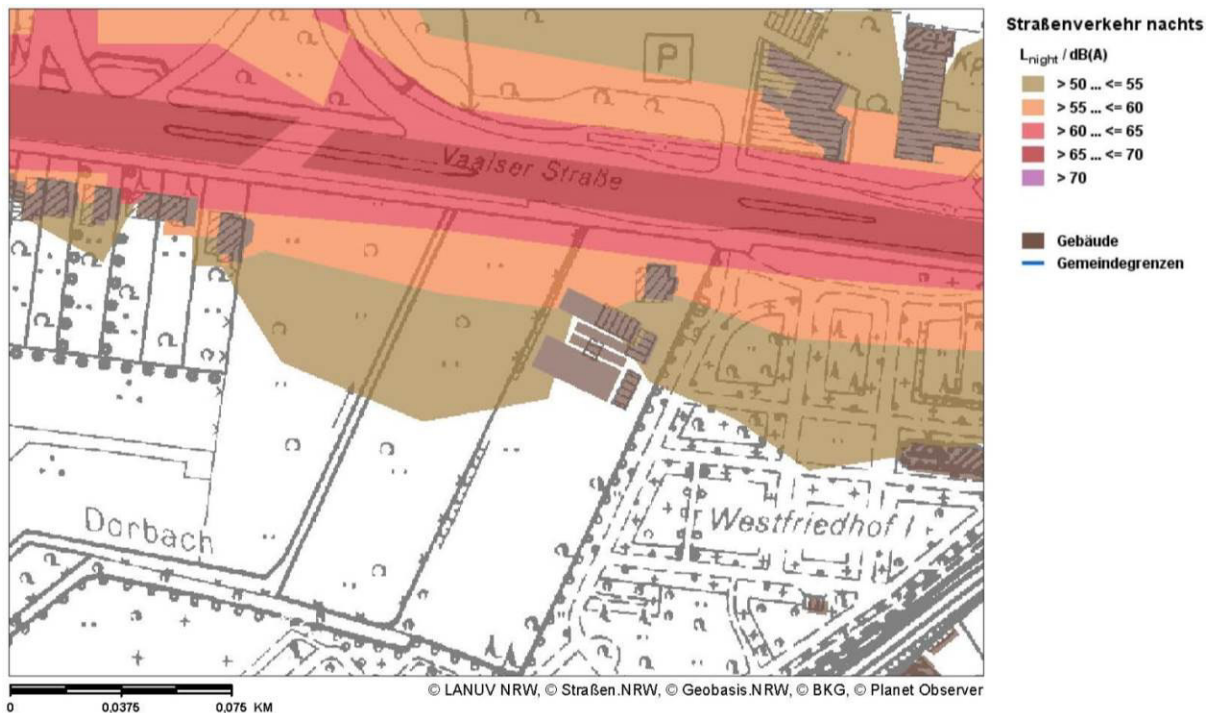 Straßenverkehr nachts
Lnight / dB(A)
> 50 ... <= 55
> 55 ... <= 60
> 60 ... <= 65
> 65 ... <= 70
> 70
Gebäude
Gemeindegrenzen
P
Kp
Vaalser Straße
Dorbach
Westfriedhof I
© LANUV NRW, © Straßen.NRW, © Geobasis.NRW, © BKG, © Planet Observer
0 0,0375 0,075 KM